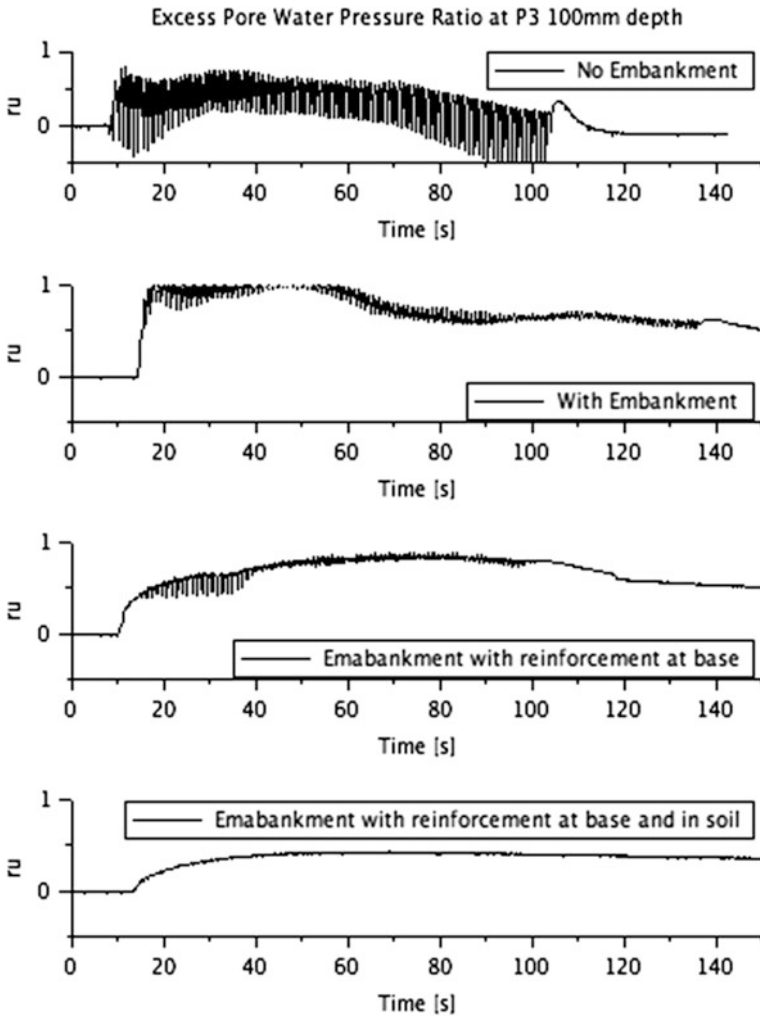 Excess Pore Water Pressure Ratio at P3 100mm depth
1
No Embankment
ru
0
0 20 40 60 80 100 120 140
Time [s]
1
ru
0
With Embankment
0 20 40 60 80 100 120 140
Time [s]
1
ru
0
Emabankment with reinforcement at base
0 20 40 60 80 100 120 140
Time [s]
1
Emabankment with reinforcement at base and in soil
ru
0
0 20 40 60 80 100 120 140
Time [s]